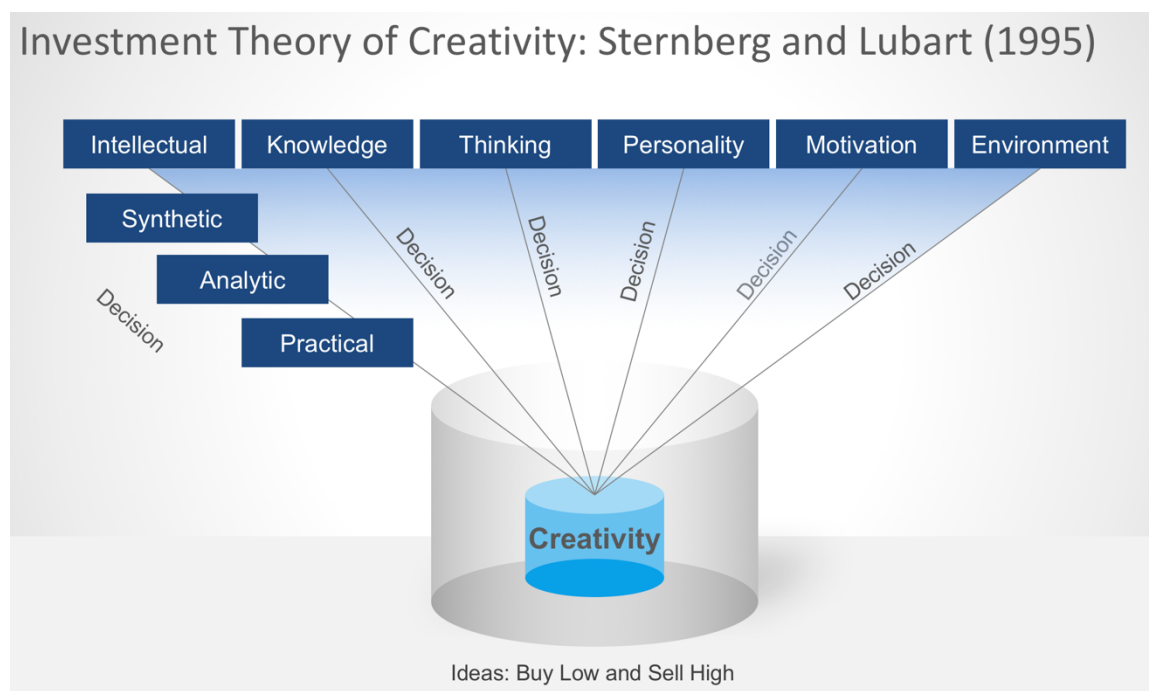 Investment Theory of Creativity: Sternberg and Lubart (1995)
Intellectual
Knowledge
Thinking
Personality
Motivation
Environment
Synthetic
Analytic
Practical
Decision
Decision
Decision
Decision
Decision
Decision
Creativity
Ideas: Buy Low and Sell High